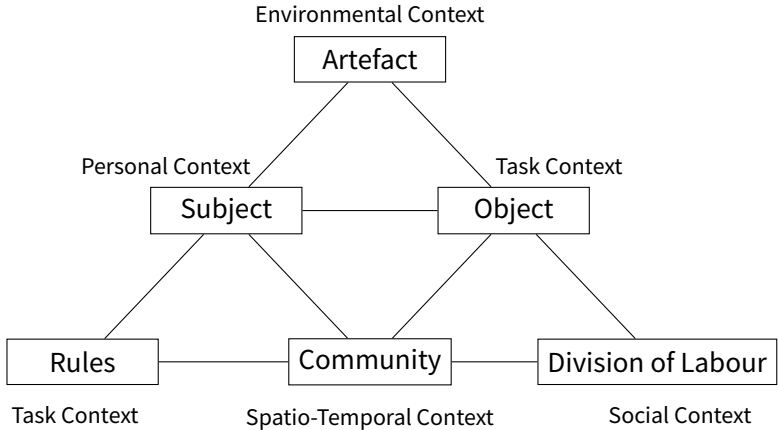 Environmental Context
Artefact
Personal Context
Task Context
Subject
Object
Rules
Community
Division of Labour
Task Context
Spatio-Temporal Context
Social Context